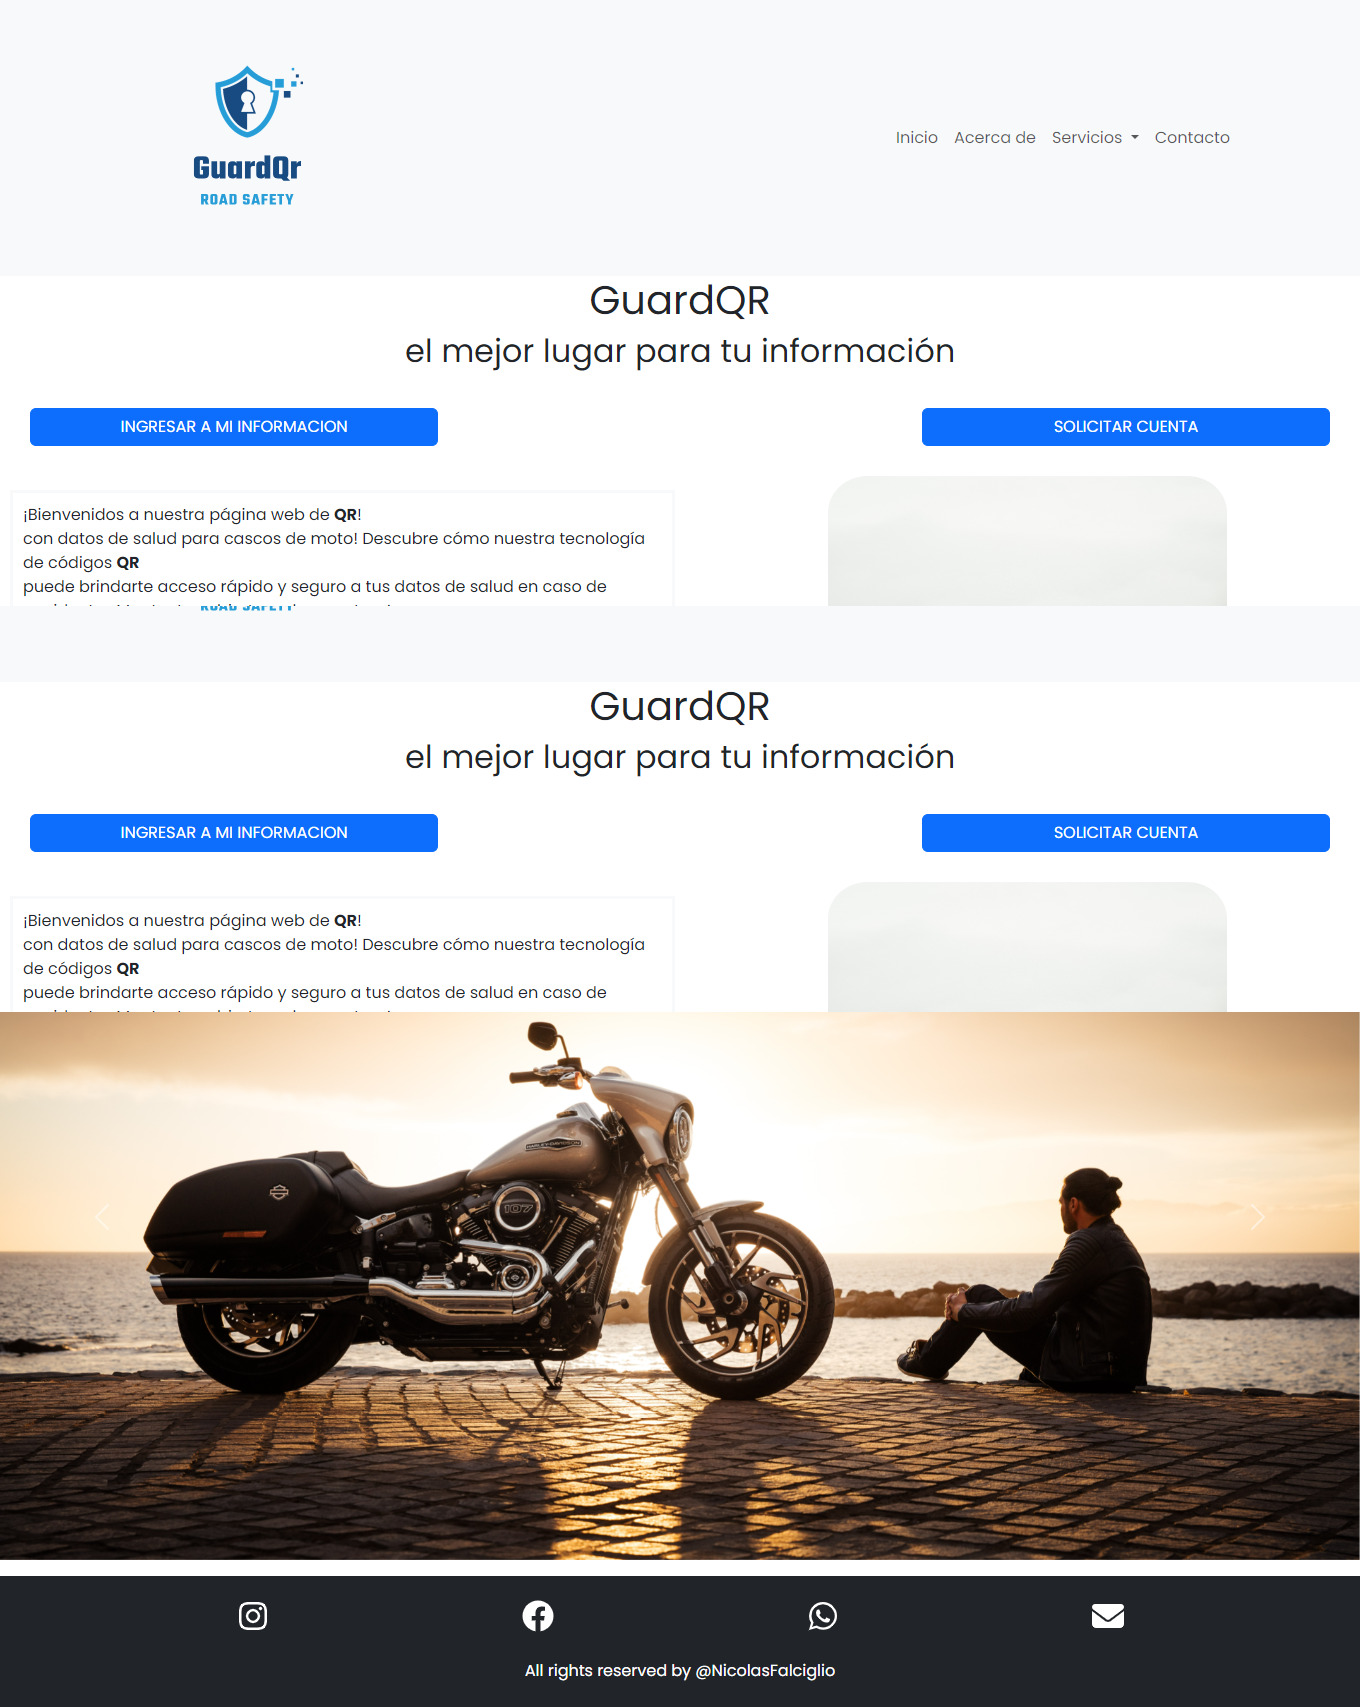 GuardQr
ROAD SAFETY
Inicio Acerca de Servicios Contacto
GuardQR
el mejor lugar para tu información
INGRESAR A MI INFORMACION
SOLICITAR CUENTA
¡Bienvenidos a nuestra página web de QR!
con datos de salud para cascos de moto! Descubre cómo nuestra tecnología
de códigos QR
puede brindarte acceso rápido y seguro a tus datos de salud en caso de
ROAD SAFETY
GuardQR
el mejor lugar para tu información
INGRESAR A MI INFORMACION
SOLICITAR CUENTA
¡Bienvenidos a nuestra página web de QR!
con datos de salud para cascos de moto! Descubre cómo nuestra tecnología
de códigos QR
puede brindarte acceso rápido y seguro a tus datos de salud en caso de
HARLEY-DAVIDSON
107
All rights reserved by @NicolasFalciglio